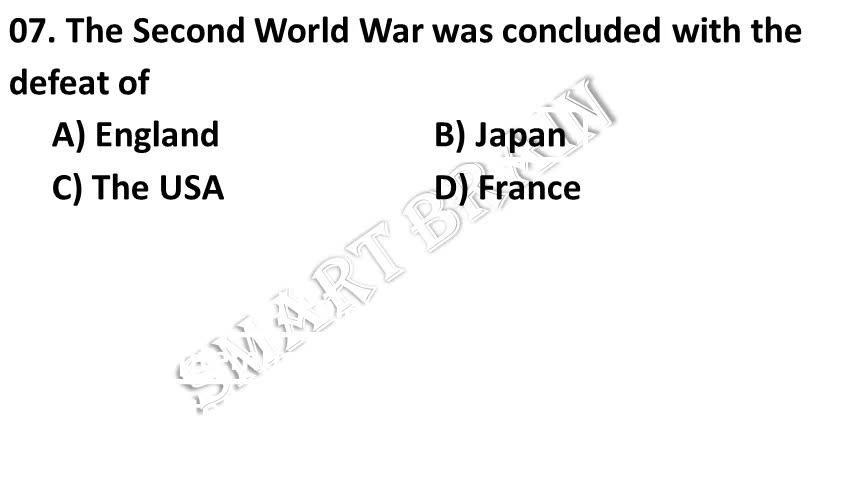 07. The Second World War was concluded with the
defeat of
A) England B) Japan
C) The USA D) France
SMART BRAIN